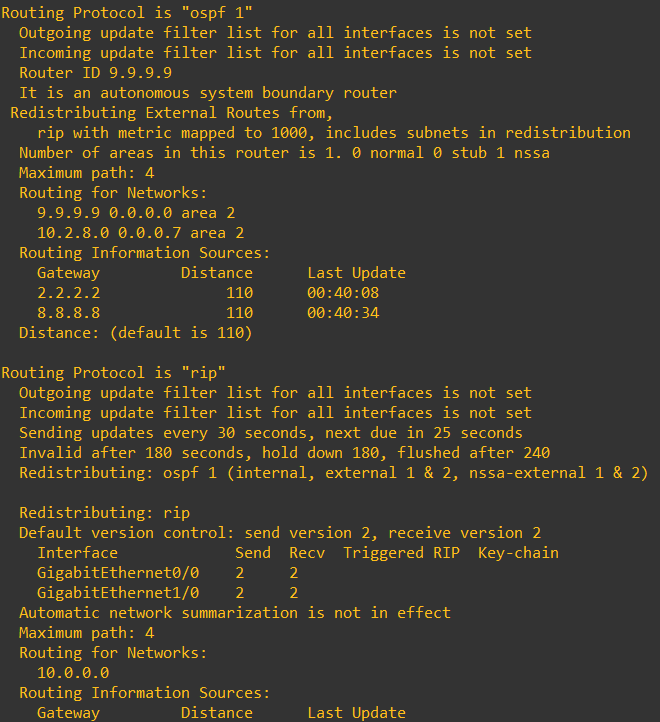 Routing Protocol is "ospf 1"
Outgoing update filter list for all interfaces is not set
Incoming update filter list for all interfaces is not set
Router ID 9.9.9.9
It is an autonomous system boundary router
Redistributing External Routes from,
rip with metric mapped to 1000, includes subnets in redistribution
Number of areas in this router is 1. 0 normal 0 stub 1 nssa
Maximum path: 4
Routing for Networks:
9.9.9.9 0.0.0.0 area 2
10.2.8.0 0.0.0.7 area 2
Routing Information Sources:
Gateway Distance Last Update
2.2.2.2 110 00:40:08
8.8.8.8 110 00:40:34
Distance: (default is 110)

Routing Protocol is "rip"
Outgoing update filter list for all interfaces is not set
Incoming update filter list for all interfaces is not set
Sending updates every 30 seconds, next due in 25 seconds
Invalid after 180 seconds, hold down 180, flushed after 240
Redistributing: ospf 1 (internal, external 1 & 2, nssa-external 1 & 2)

Redistributing: rip
Default version control: send version 2, receive version 2
Interface Send Recv Triggered RIP Key-chain
GigabitEthernet0/0 2 2
GigabitEthernet1/0 2 2
Automatic network summarization is not in effect
Maximum path: 4
Routing for Networks:
10.0.0.0
Routing Information Sources:
Gateway Distance Last Update